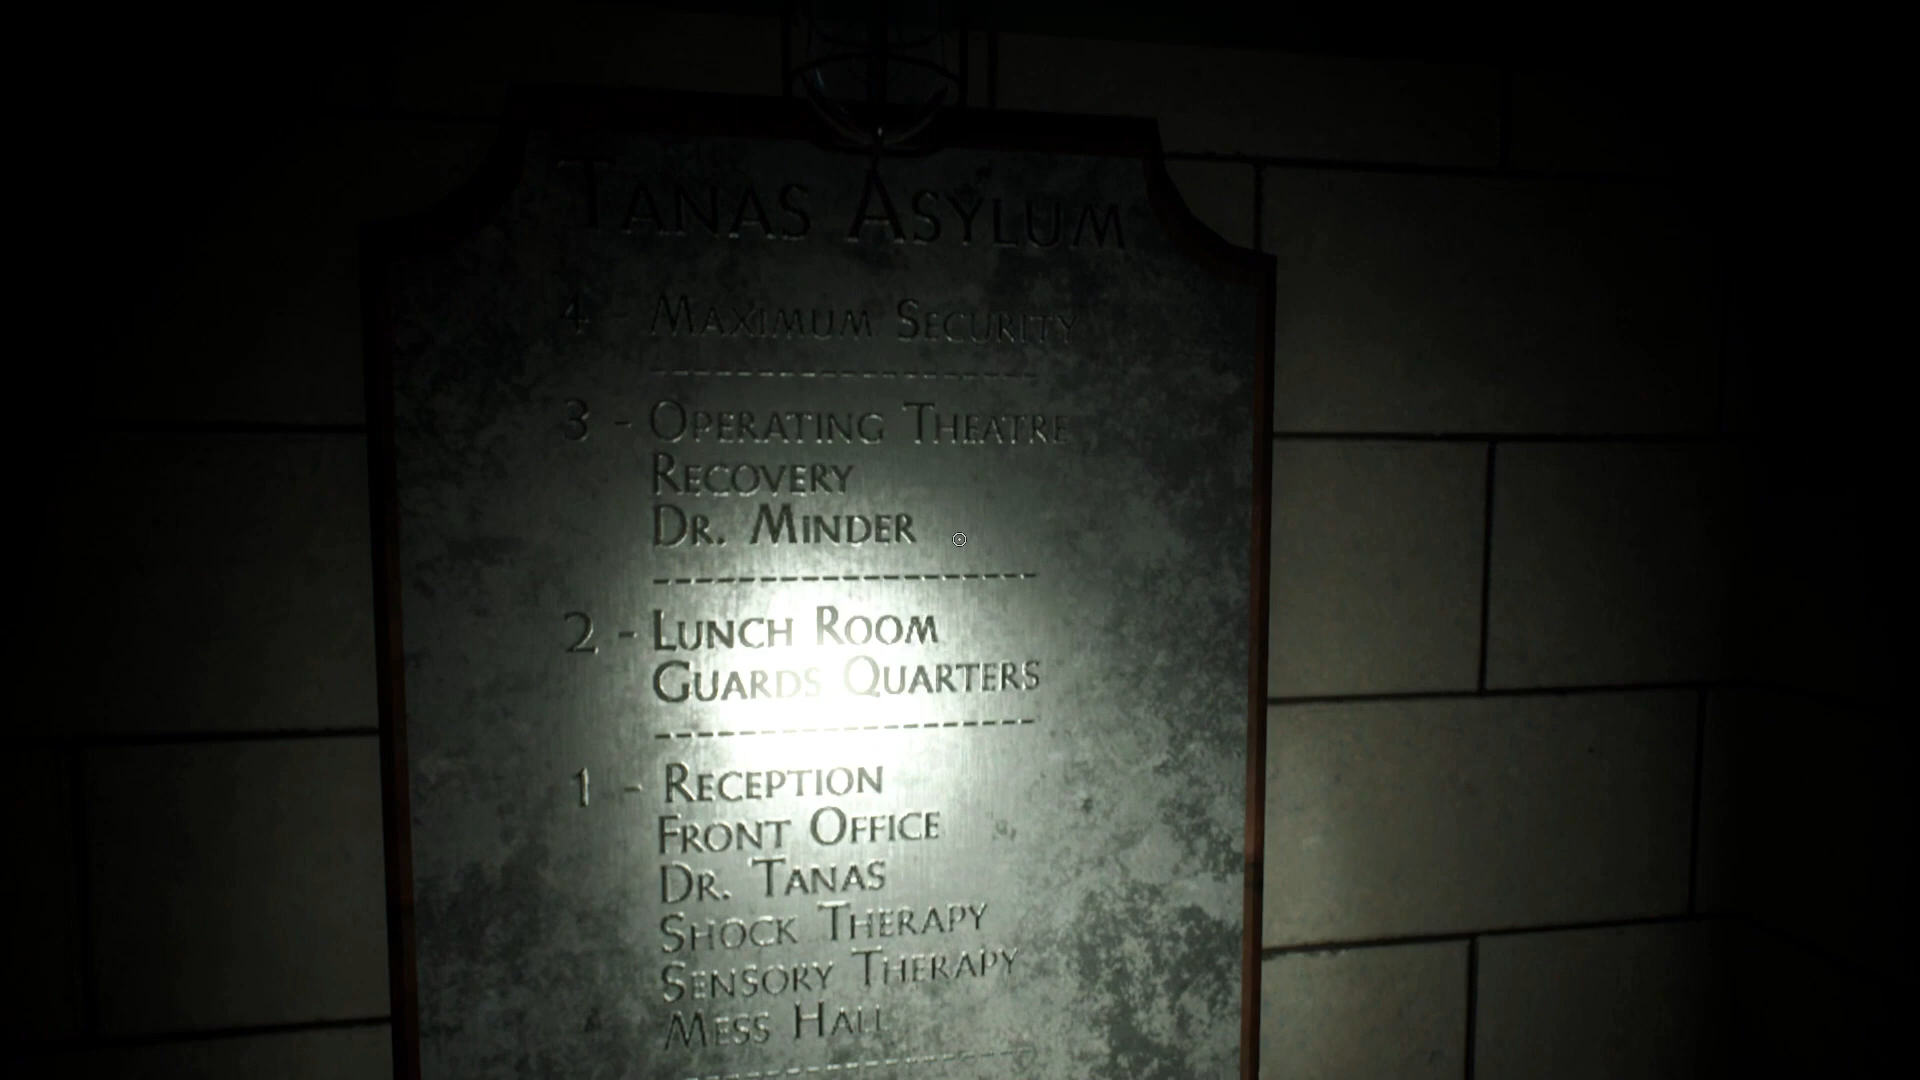 TANAS ASYLUM
4 - MAXIMUM SECURITY
3 - OPERATING THEATRE
RECOVERY
DR. MINDER
2 - LUNCH ROOM
GUARDS QUARTERS
1 - RECEPTION
FRONT OFFICE
DR. TANAS
SHOCK THERAPY
SENSORY THERAPY
MESS HALL